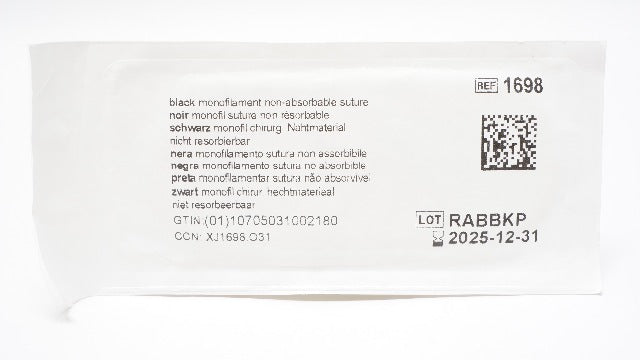 REF 1698
black monofilament non-absorbable suture
noir monofil sutura non résorbable
schwarz monofil chirurg. Nahtmaterial
nicht resorbierbar
nera monofilamento sutura non assorbibile
negra monofilamento sutura no absorbible
preta monofilamentar sutura não absorvível
zwart monofil chirur. hechtmateriaal
niet resorbeerbaar
GTIN:(01)10705031002180
CCN: XJ1698.O31
LOT RABBKP
2025-12-31